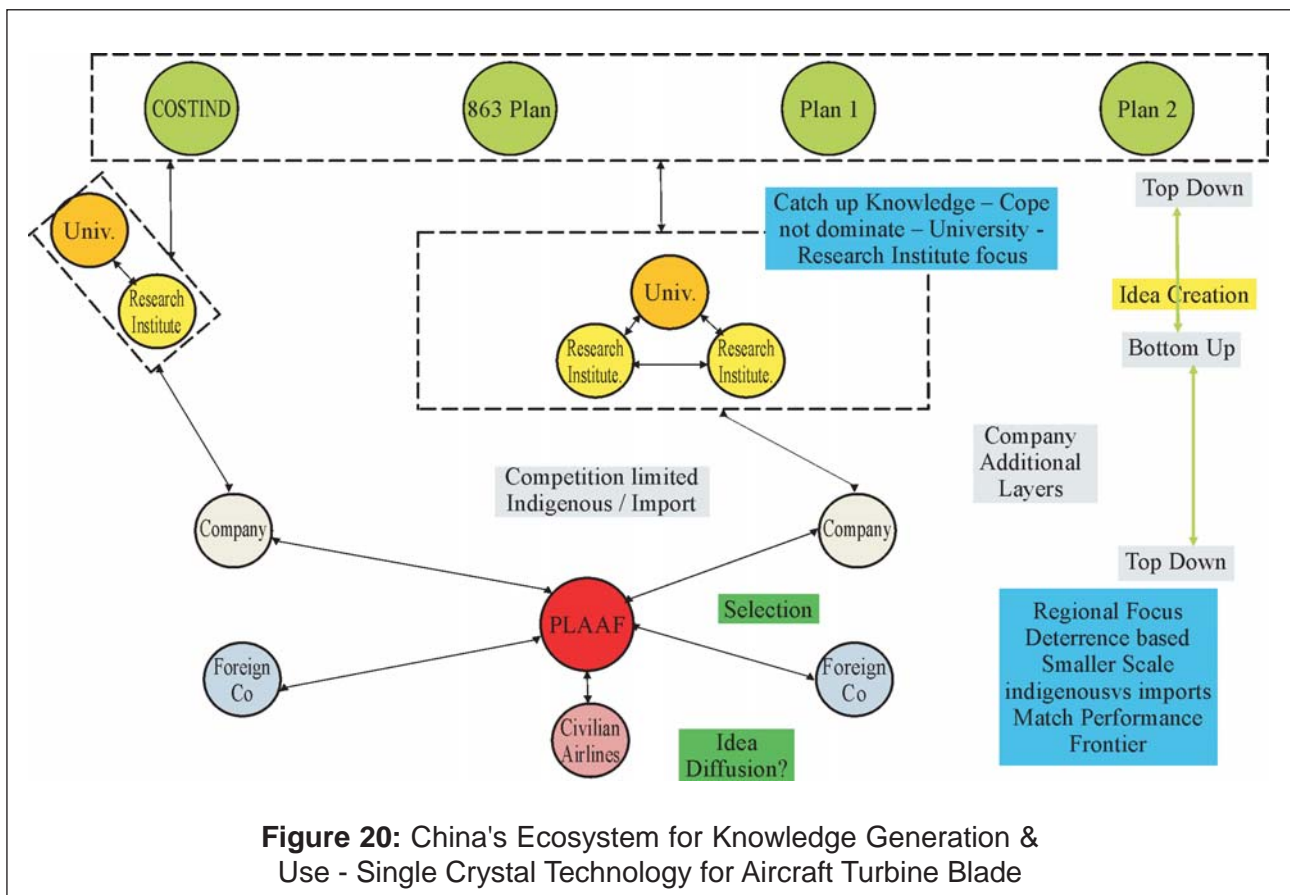 COSTIND
863 Plan
Plan 1
Plan 2
Univ.
Research
Institute
Catch up Knowledge – Cope
not dominate – University -
Research Institute focus
Top Down
Idea Creation
Bottom Up
Univ.
Research
Institute.
Research
Institute.
Company
Additional
Layers
Competition limited
Indigenous / Import
Company
Company
Top Down
PLAAF
Selection
Regional Focus
Deterrence based
Smaller Scale
indigenousvs imports
Match Performance
Frontier
Foreign
Co
Foreign
Co
Civilian
Airlines
Idea
Diffusion?
Figure 20: China's Ecosystem for Knowledge Generation &
Use - Single Crystal Technology for Aircraft Turbine Blade